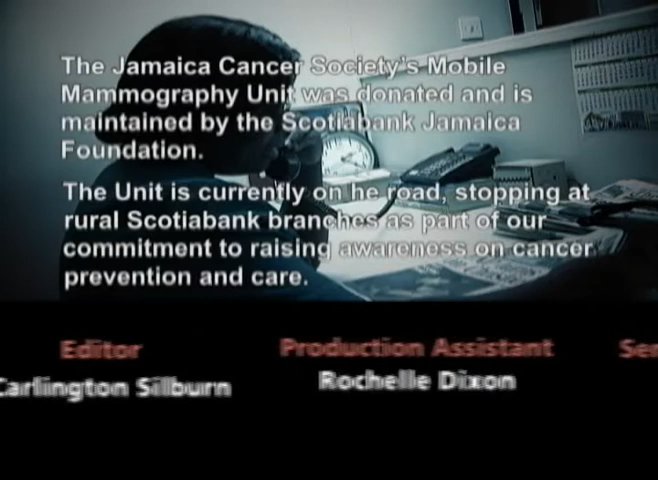 The Jamaica Cancer Society's Mobile
Mammography Unit was donated and is
maintained by the Scotiabank Jamaica
Foundation.
The Unit is currently on he road, stopping at
rural Scotiabank branches as part of our
commitment to raising awareness on cancer
prevention and care.
Editor
Production Assistant
Carlington Silburn
Rochelle Dixon